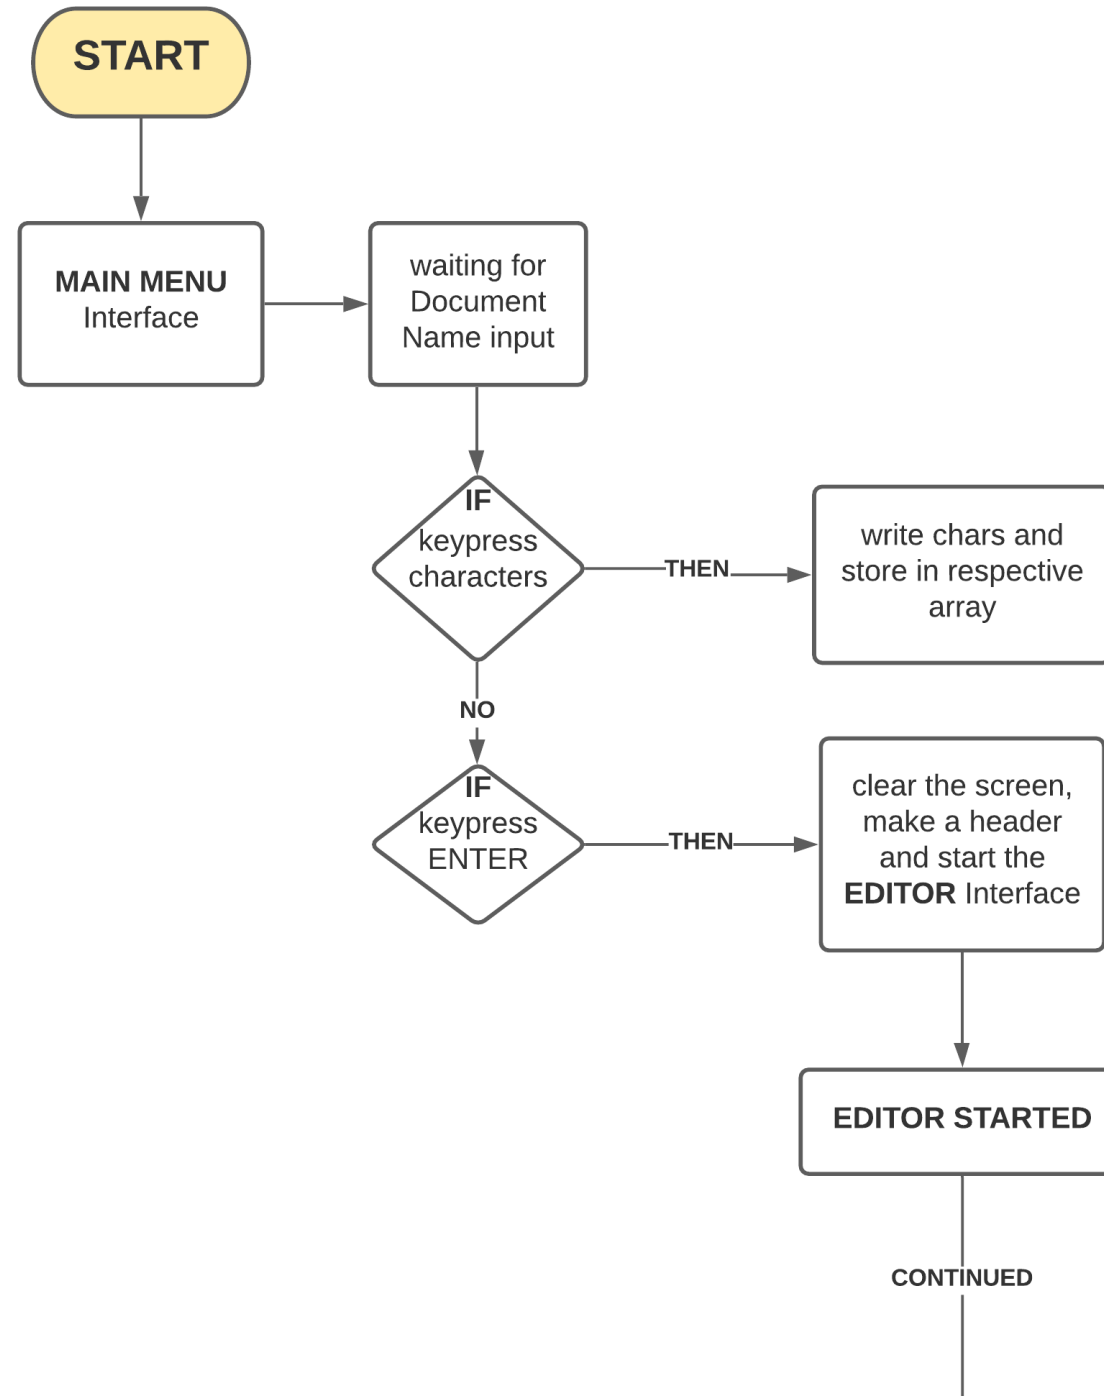 START
MAIN MENU
Interface
waiting for
Document
Name input
IF
keypress
characters
THEN
write chars and
store in respective
array
NO
IF
keypress
ENTER
THEN
clear the screen,
make a header
and start the
EDITOR Interface
EDITOR STARTED
CONTINUED